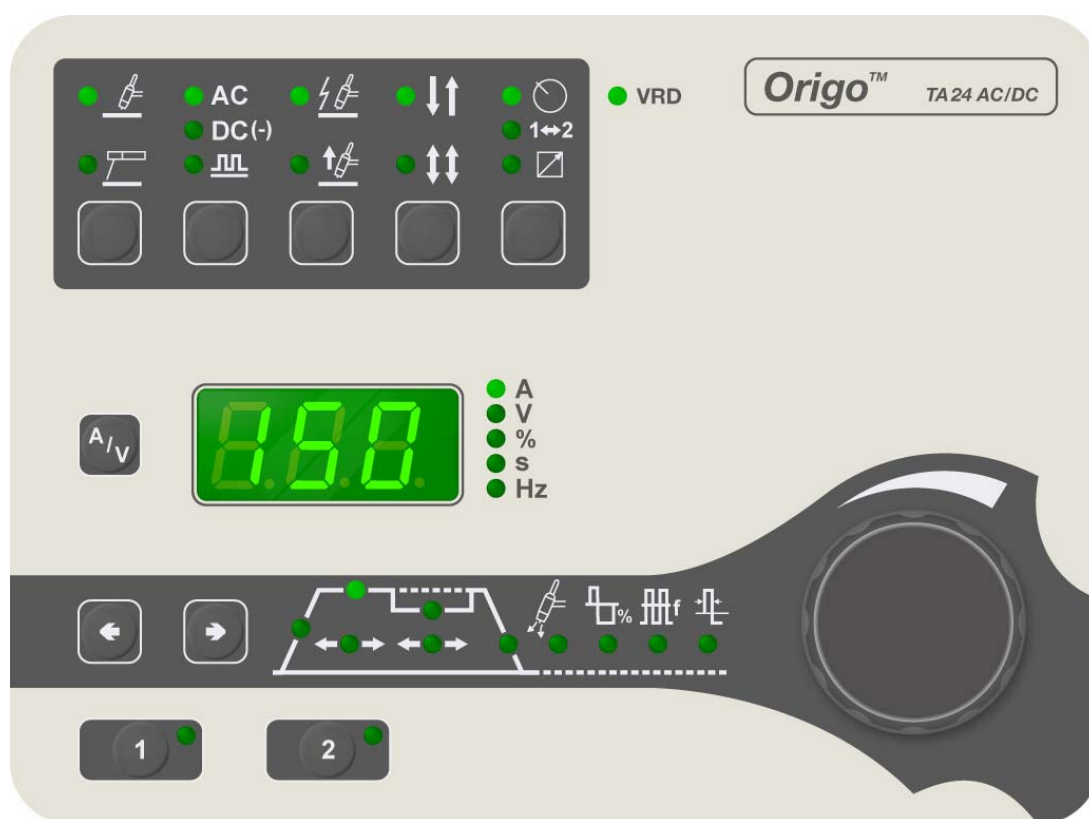 AC
VRD
Origo™
TA24 AC/DC
DC(-)
1⇔2
A/V
150
A
V
%
s
Hz
%
f
1
2